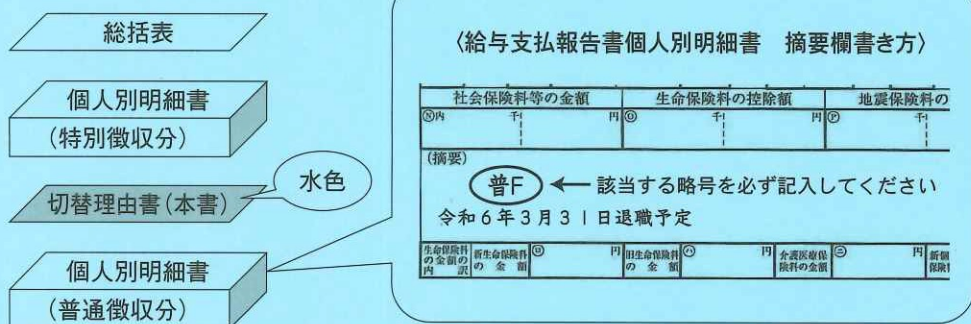 総括表
個人別明細書
(特別徴収分)
切替理由書(本書)
水色
個人別明細書
(普通徴収分)
〈給与支払報告書個人別明細書 摘要欄書き方〉
社会保険料等の金額 生命保険料の控除額 地震保険料の
Ⓝ内 千 円 Ⓞ 千 円 Ⓟ 千
(摘要)
普F ← 該当する略号を必ず記入してください
令和6年3月31日退職予定
生命保険料の金額の内訳 新生命保険料の金額 ㋺ 円 旧生命保険料の金額 ㋩ 円 介護医療保険料の金額 ㋥ 円 新個
保険